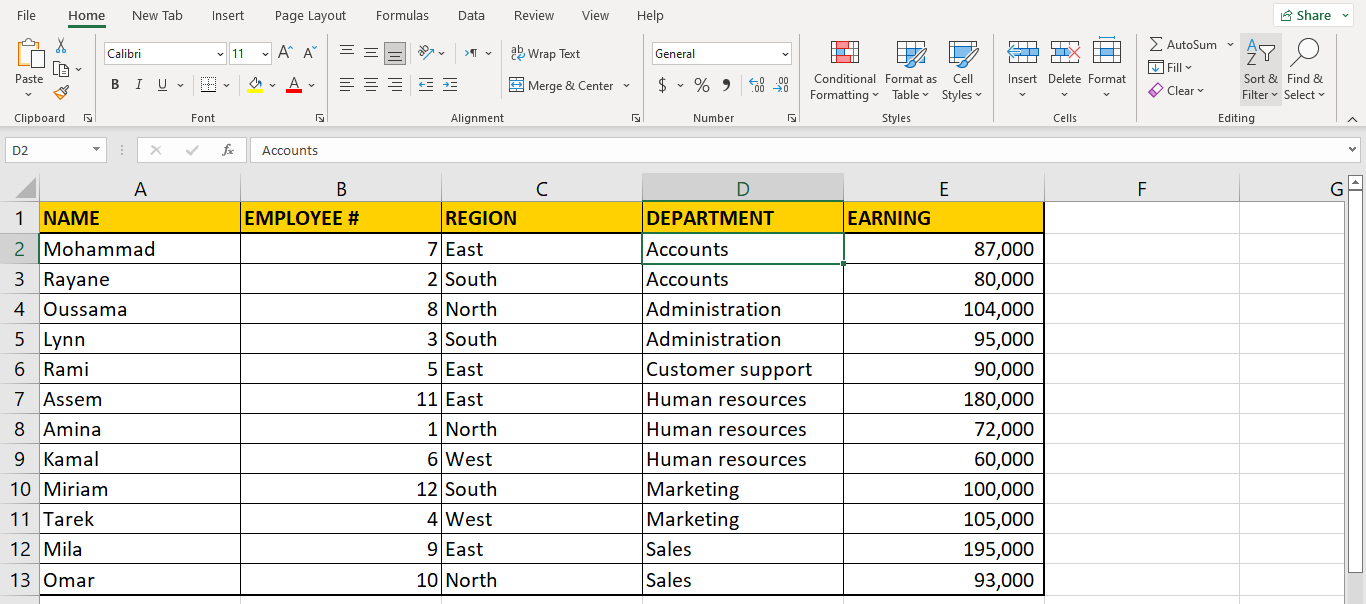 File Home New Tab Insert Page Layout Formulas Data Review View Help Share
Calibri 11 A A ab Wrap Text General AutoSum
Paste Conditional Format as Cell Insert Delete Format Fill Sort & Find &
B I U A Merge & Center $ % Formatting Table Styles Clear Filter Select
Clipboard Font Alignment Number Styles Cells Editing
D2 fx Accounts
A B C D E F G
1 NAME EMPLOYEE # REGION DEPARTMENT EARNING
2 Mohammad 7 East Accounts 87,000
3 Rayane 2 South Accounts 80,000
4 Oussama 8 North Administration 104,000
5 Lynn 3 South Administration 95,000
6 Rami 5 East Customer support 90,000
7 Assem 11 East Human resources 180,000
8 Amina 1 North Human resources 72,000
9 Kamal 6 West Human resources 60,000
10 Miriam 12 South Marketing 100,000
11 Tarek 4 West Marketing 105,000
12 Mila 9 East Sales 195,000
13 Omar 10 North Sales 93,000